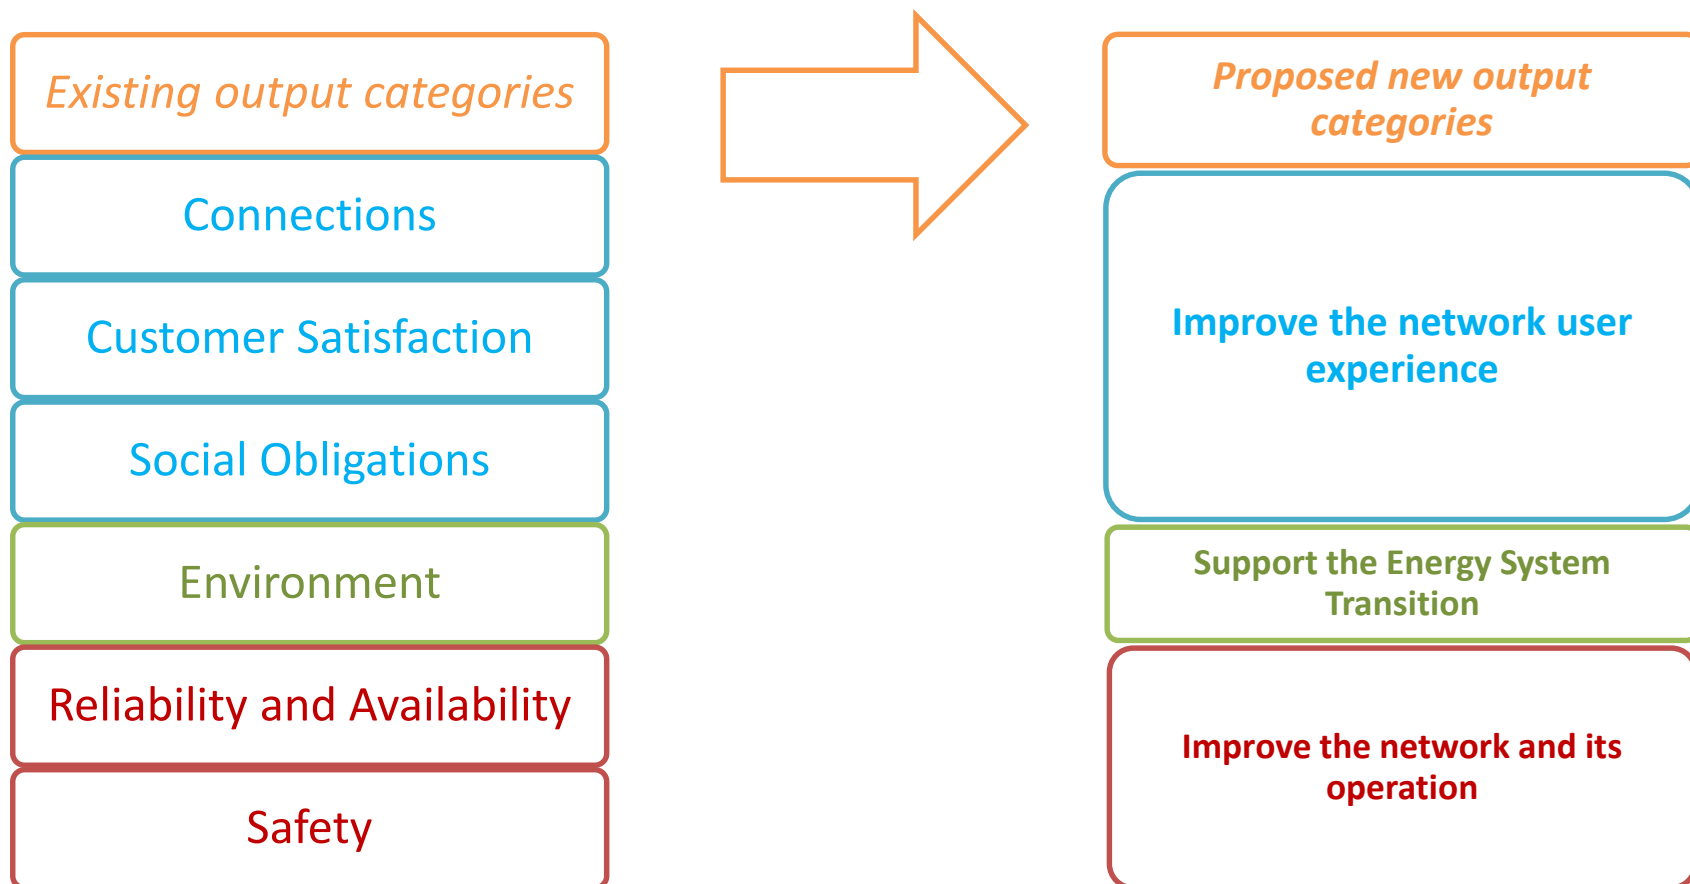 Existing output categories
Connections
Customer Satisfaction
Social Obligations
Environment
Reliability and Availability
Safety
Proposed new output
categories
Improve the network user
experience
Support the Energy System
Transition
Improve the network and its
operation